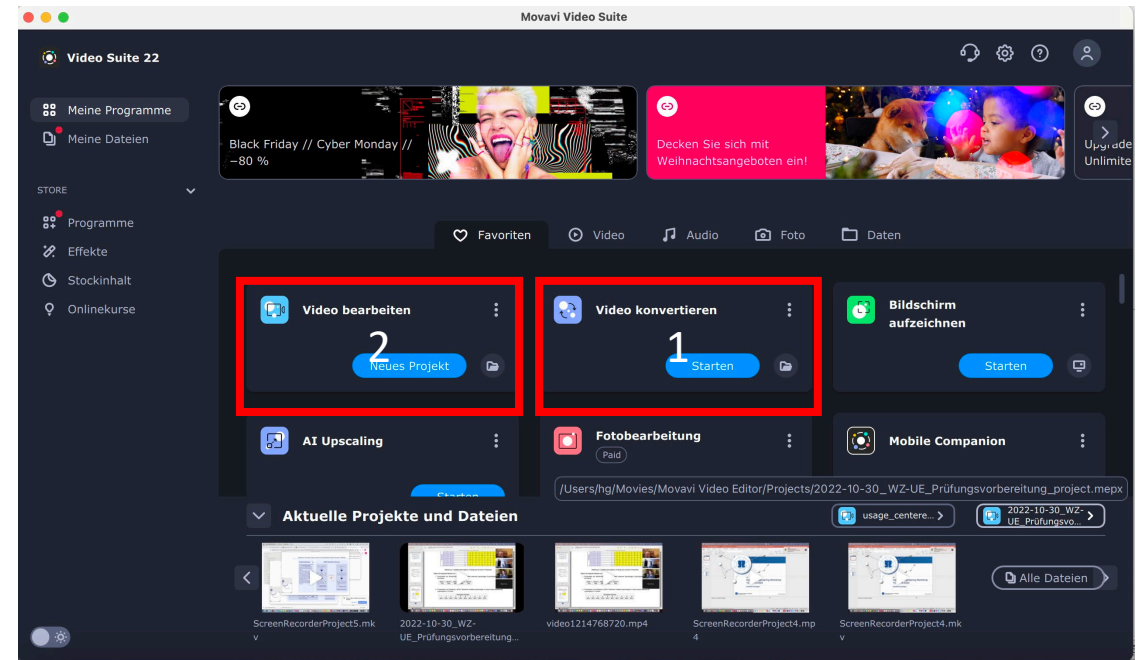 Movavi Video Suite
Video Suite 22
Meine Programme
Meine Dateien
STORE
Programme
Effekte
Stockinhalt
Onlinekurse
Black Friday // Cyber Monday //
−80 %
Decken Sie sich mit
Weihnachtsangeboten ein!
Upgrade
Unlimite
Favoriten
Video
Audio
Foto
Daten
Video bearbeiten
2
Neues Projekt
Video konvertieren
1
Starten
Bildschirm
aufzeichnen
Starten
AI Upscaling
Starten
Fotobearbeitung
Paid
Mobile Companion
/Users/hg/Movies/Movavi Video Editor/Projects/2022-10-30_WZ-UE_Prüfungsvorbereitung_project.mepx
Aktuelle Projekte und Dateien
usage_centere...
2022-10-30_WZ-
UE_Prüfungsvo...
ScreenRecorderProject5.mk
v
2022-10-30_WZ-
UE_Prüfungsvorbereitung...
video1214768720.mp4
ScreenRecorderProject4.mp
4
ScreenRecorderProject4.mk
v
Alle Dateien